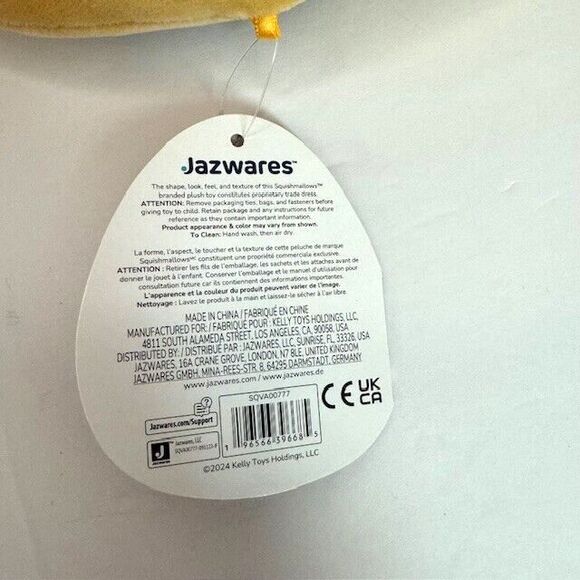 Jazwares™
The shape, look, feel, and texture of this Squishmallows™
branded plush toy constitutes proprietary trade dress.
ATTENTION: Remove packaging ties, bags, and fasteners before
giving toy to child. Retain package and any instructions for future
reference as they contain important information.
Product appearance & color may vary from shown.
To Clean: Hand wash, then air dry.
La forme, l'aspect, le toucher et la texture de cette peluche de marque
Squishmallows™ constituent une propriété commerciale exclusive.
ATTENTION : Retirer les fils de l'emballage, les sachets et les attaches avant de
donner le jouet à l'enfant. Conserver l'emballage et le manuel d'utilisation pour
consultation future car ils contiennent des informations importantes.
L'apparence et la couleur du produit peuvent varier de l'image.
Nettoyage : Lavez le produit à la main et laissez-le sécher à l'air libre.
MADE IN CHINA / FABRIQUÉ EN CHINE
MANUFACTURED FOR: / FABRIQUÉ POUR : KELLY TOYS HOLDINGS, LLC,
4811 SOUTH ALAMEDA STREET, LOS ANGELES, CA, 90058, USA
DISTRIBUTED BY: / DISTRIBUÉ PAR : JAZWARES, LLC, SUNRISE, FL, 33326, USA
JAZWARES, 16A CRANE GROVE, LONDON, N7 8LE, UNITED KINGDOM
JAZWARES GMBH, MINA-REES-STR. 8, 64295 DARMSTADT, GERMANY
www.jazwares.com / www.jazwares.de
SQVA00777
CE UK
CA
Jazwares.com/Support
?
Jazwares, LLC
JAZWARES
1 96566 39668 5
©2024 Kelly Toys Holdings, LLC